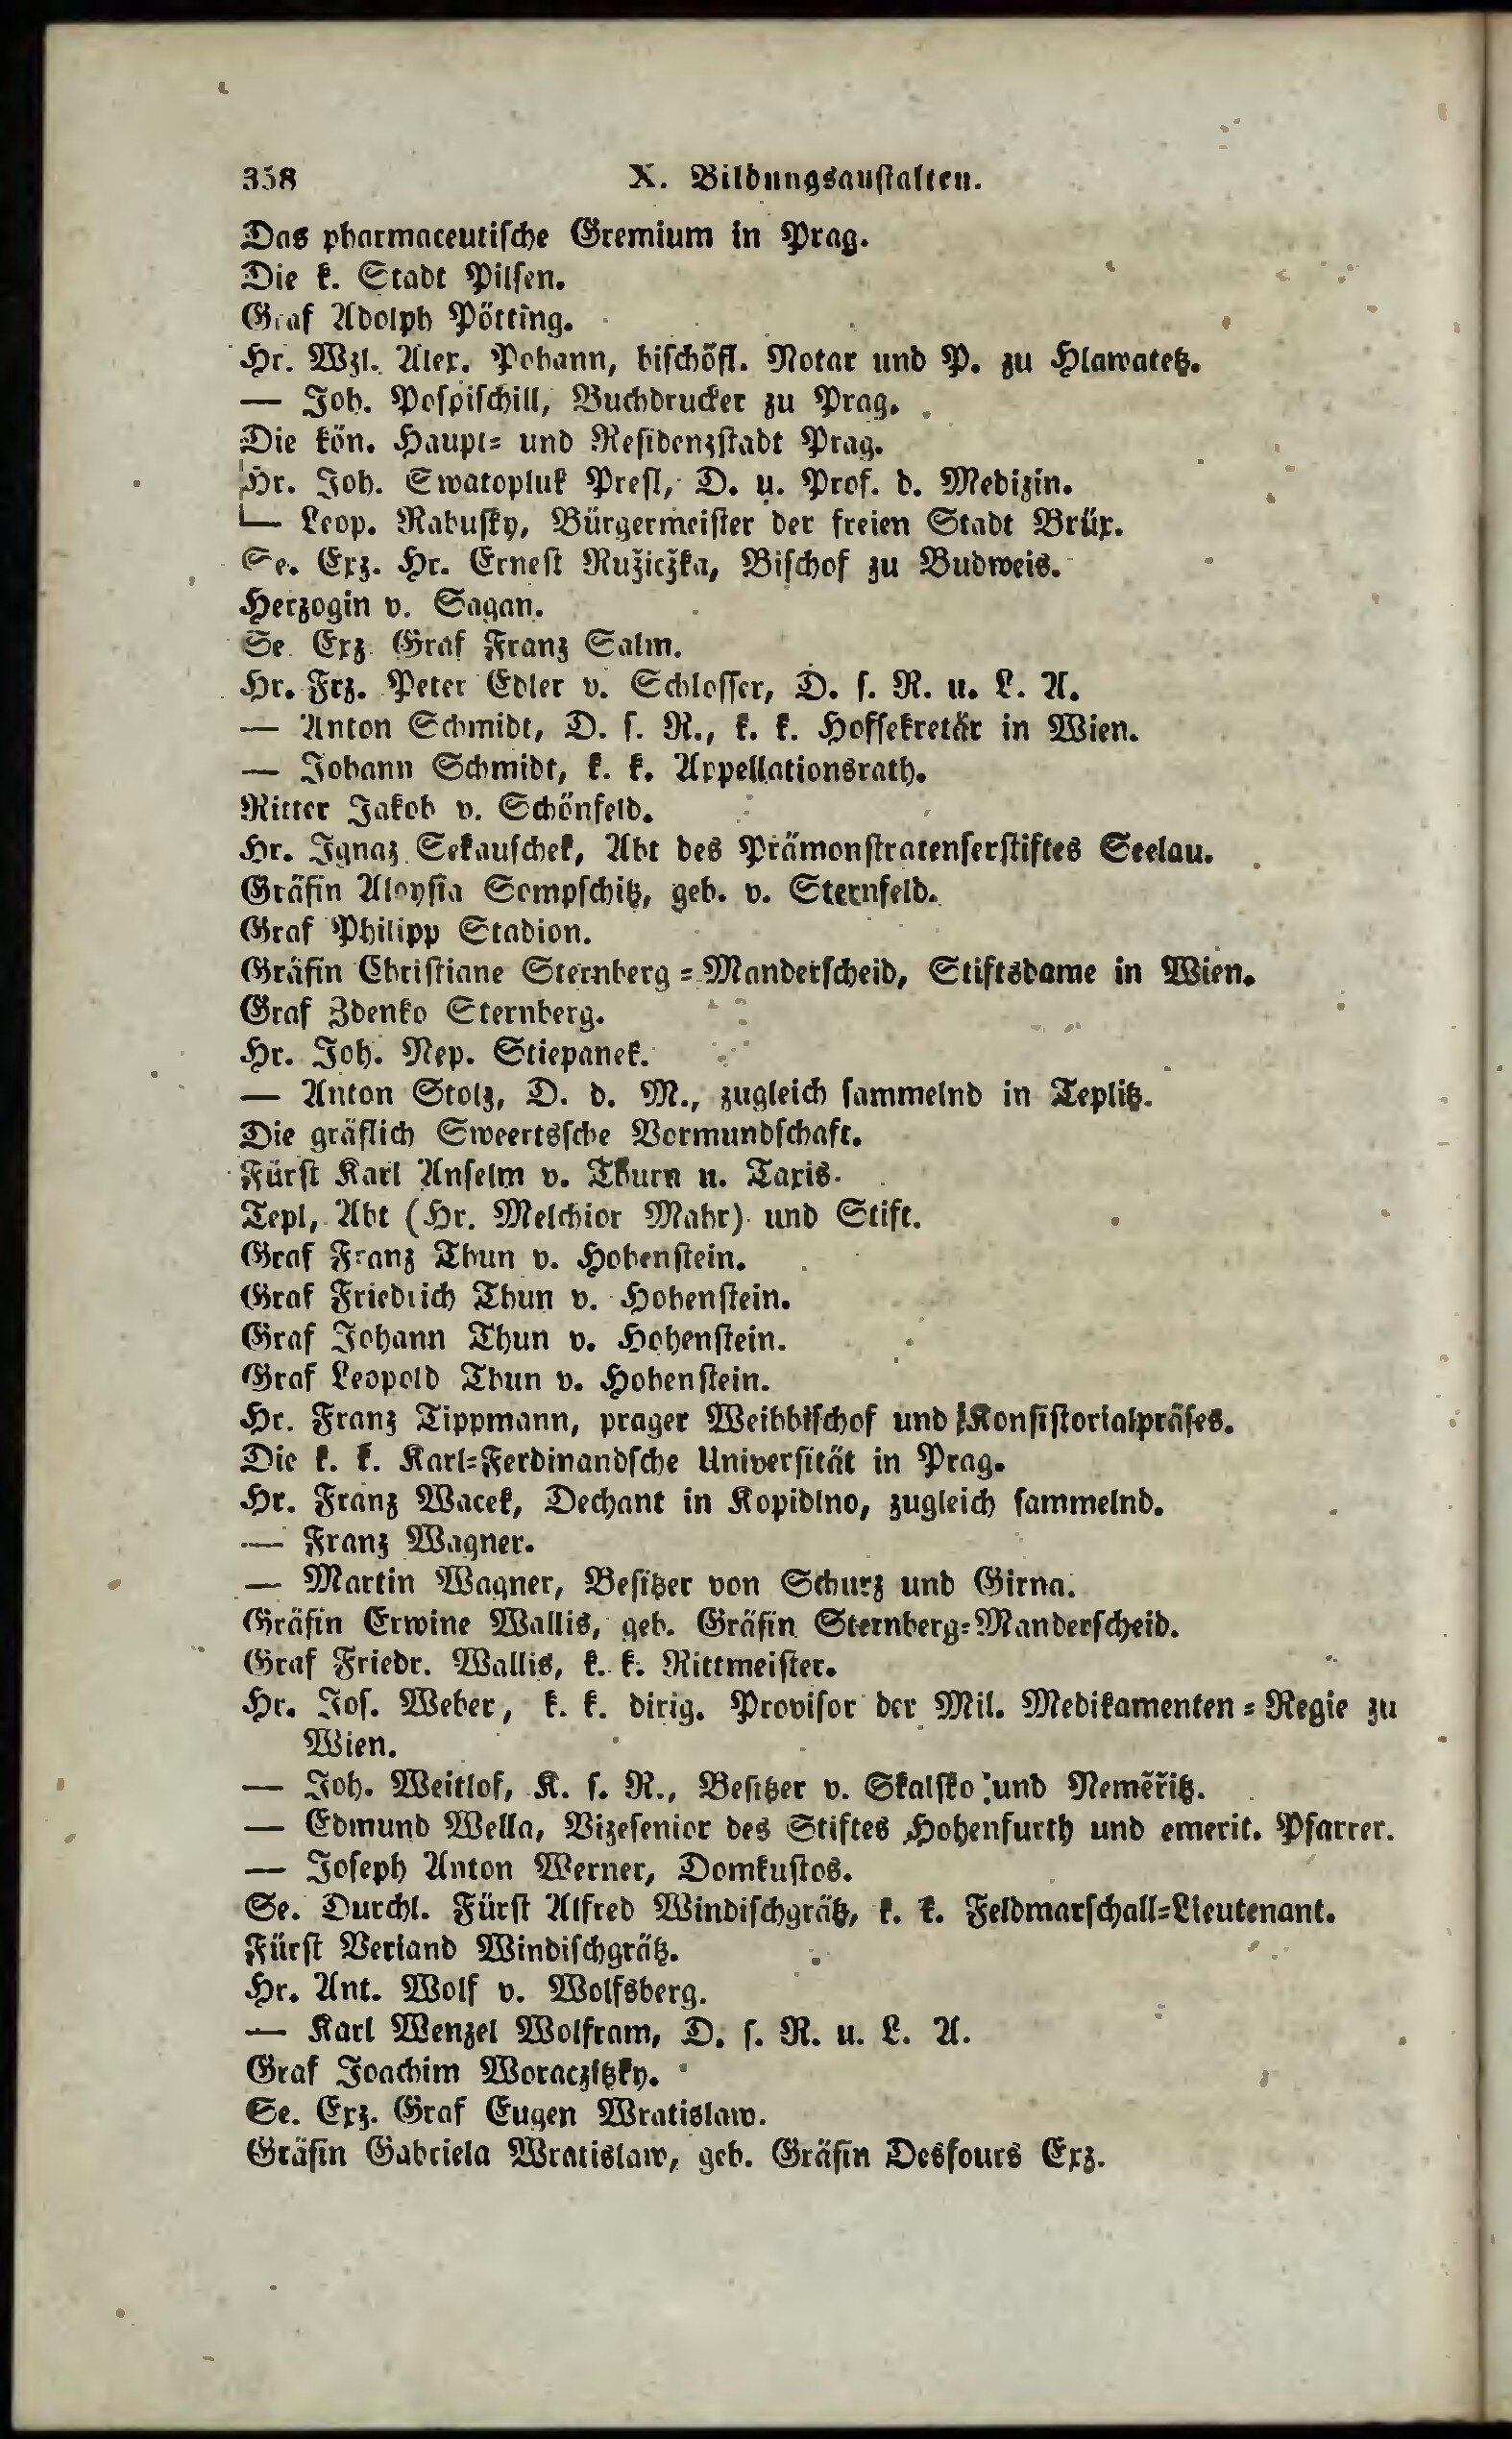 358 X. Bildungsanstalten.
Das pharmaceutische Gremium in Prag.
Die k. Stadt Pilsen.
Graf Adolph Pötting.
Hr. Wzl. Alex. Pohann, bischöfl. Notar und P. zu Hlawatetz.
— Joh. Pospischill, Buchdrucker zu Prag.
Die kön. Haupt= und Residenzstadt Prag.
Hr. Joh. Swatopluk Presl, D. u. Prof. d. Medizin.
— Leop. Rabusky, Bürgermeister der freien Stadt Brüx.
Se. Exz. Hr. Ernest Ružiczka, Bischof zu Budweis.
Herzogin v. Sagan.
Se Exz Graf Franz Salm.
Hr. Frz. Peter Edler v. Schlosser, D. s. R. u. L. A.
— Anton Schmidt, D. s. R., k. k. Hofsekretär in Wien.
— Johann Schmidt, k. k. Appellationsrath.
Ritter Jakob v. Schönfeld.
Hr. Ignaz Sekauschek, Abt des Prämonstratenserstiftes Seelau.
Gräfin Aloysia Sompschitz, geb. v. Sternfeld.
Graf Philipp Stadion.
Gräfin Christiane Sternberg=Manderscheid, Stiftsdame in Wien.
Graf Zdenko Sternberg.
Hr. Joh. Nep. Stiepanek.
— Anton Stolz, D. d. M., zugleich sammelnd in Teplitz.
Die gräflich Sweertssche Vormundschaft.
Fürst Karl Anselm v. Thurn u. Taxis.
Tepl, Abt (Hr. Melchior Mahr) und Stift.
Graf Franz Thun v. Hohenstein.
Graf Friedrich Thun v. Hohenstein.
Graf Johann Thun v. Hohenstein.
Graf Leopold Thun v. Hohenstein.
Hr. Franz Tippmann, prager Weihbischof und Konsistorialpräses.
Die k. k. Karl=Ferdinandsche Universität in Prag.
Hr. Franz Wacek, Dechant in Kopidlno, zugleich sammelnd.
— Franz Wagner.
— Martin Wagner, Besitzer von Schurz und Girna.
Gräfin Erwine Wallis, geb. Gräfin Sternberg=Manderscheid.
Graf Friedr. Wallis, k. k. Rittmeister.
Hr. Jos. Weber, k. k. dirig. Provisor der Mil. Medikamenten=Regie zu
Wien.
— Joh. Weitlof, K. s. R., Besitzer v. Skalsko und Neměřitz.
— Edmund Wella, Vizesenior des Stiftes Hohenfurth und emerit. Pfarrer.
— Joseph Anton Werner, Domkustos.
Se. Durchl. Fürst Alfred Windischgrätz, k. k. Feldmarschall=Lieutenant.
Fürst Veriand Windischgrätz.
Hr. Ant. Wolf v. Wolfsberg.
— Karl Wenzel Wolfram, D. s. R. u. L. A.
Graf Joachim Woraczitzky.
Se. Exz. Graf Eugen Wratislaw.
Gräfin Gabriela Wratislaw, geb. Gräfin Desfours Exz.